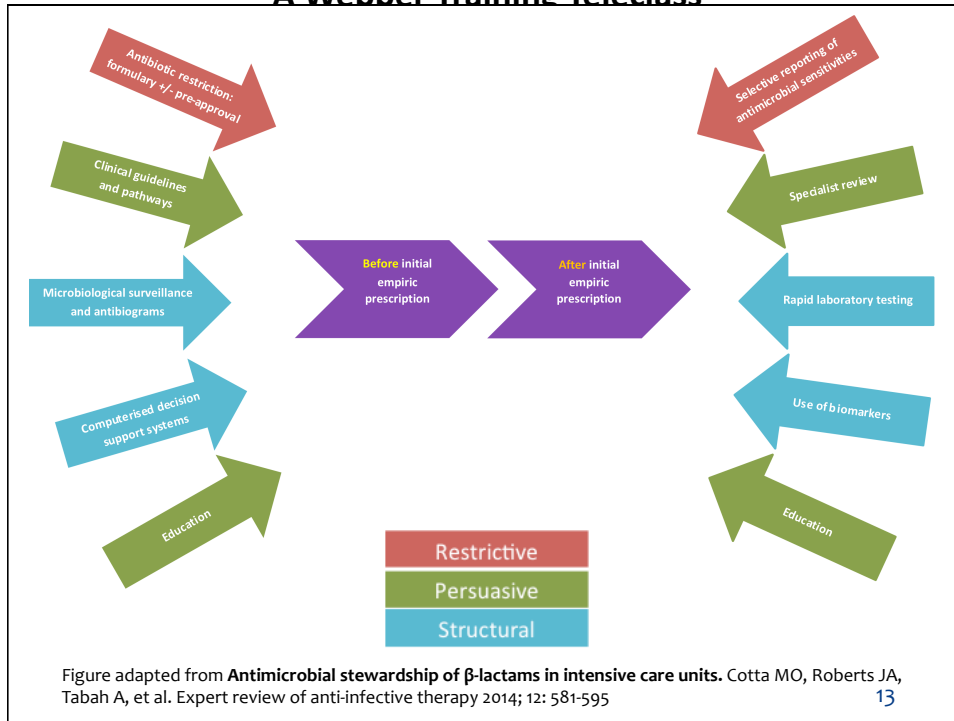 A Webber Training Teleclass
Antibiotic restriction:
formulary +/- pre-approval
Clinical guidelines
and pathways
Microbiological surveillance
and antibiograms
Computerised decision
support systems
Education
Before initial
empiric
prescription
After initial
empiric
prescription
Selective reporting of
antimicrobial sensitivities
Specialist review
Rapid laboratory testing
Use of biomarkers
Education
Restrictive
Persuasive
Structural
Figure adapted from Antimicrobial stewardship of β-lactams in intensive care units. Cotta MO, Roberts JA,
Tabah A, et al. Expert review of anti-infective therapy 2014; 12: 581-595
13